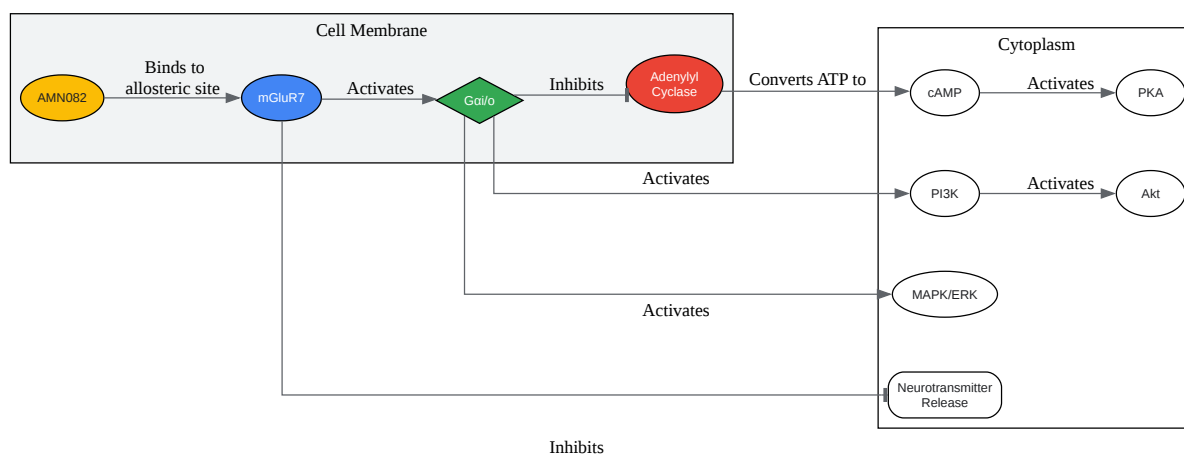 Cell Membrane
Cytoplasm
Binds to
allosteric site
AMN082
mGluR7
Activates
Gαi/o
Inhibits
Adenylyl
Cyclase
Converts ATP to
cAMP
Activates
PKA
Activates
PI3K
Activates
Akt
MAPK/ERK
Activates
Neurotransmitter
Release
Inhibits